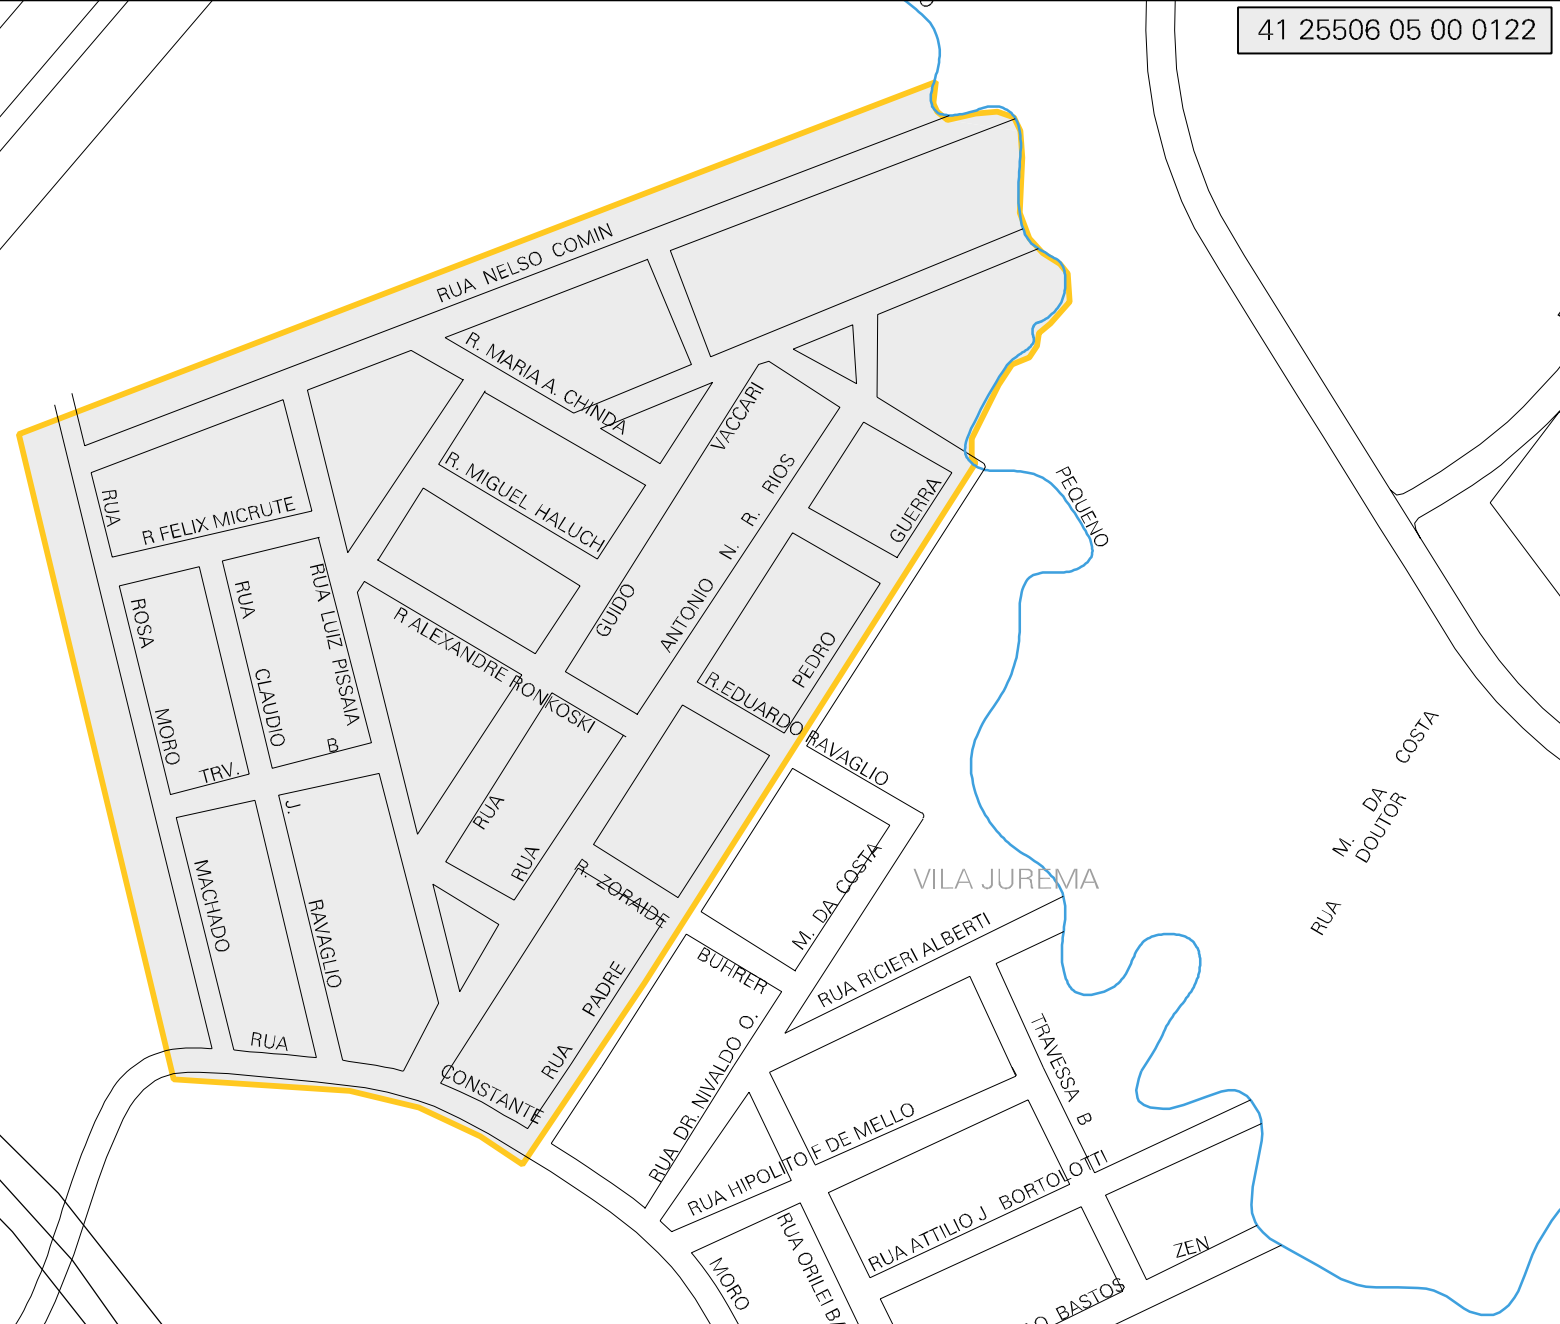 41 25506 05 00 0122
RUA NELSO COMIN
R. MARIA A. CHINDA
VACCARI
R. MIGUEL HALUCH
RIOS
R.
N.
ANTONIO
GUERRA
PEQUENO
RUA
R FELIX MICRUTE
RUA LUIZ PISSAIA
RUA
ROSA
GUIDO
R ALEXANDRE RONKOSKI
PEDRO
R.EDUARDO RAVAGLIO
CLAUDIO
B
MORO
TRV.
J.
RUA
RUA
M. DA COSTA
DOUTOR
RUA
VILA JUREMA
M. DA COSTA
R. ZORAIDE
BUHRER
MACHADO
RAVAGLIO
RUA RICIERI ALBERTI
PADRE
RUA
RUA
CONSTANTE
RUA DR. NIVALDO O.
TRAVESSA B
RUA HIPOLITO F DE MELLO
RUA ATTILIO J BORTOLOTTI
RUA ORILEI
ZEN
MORO
BASTOS